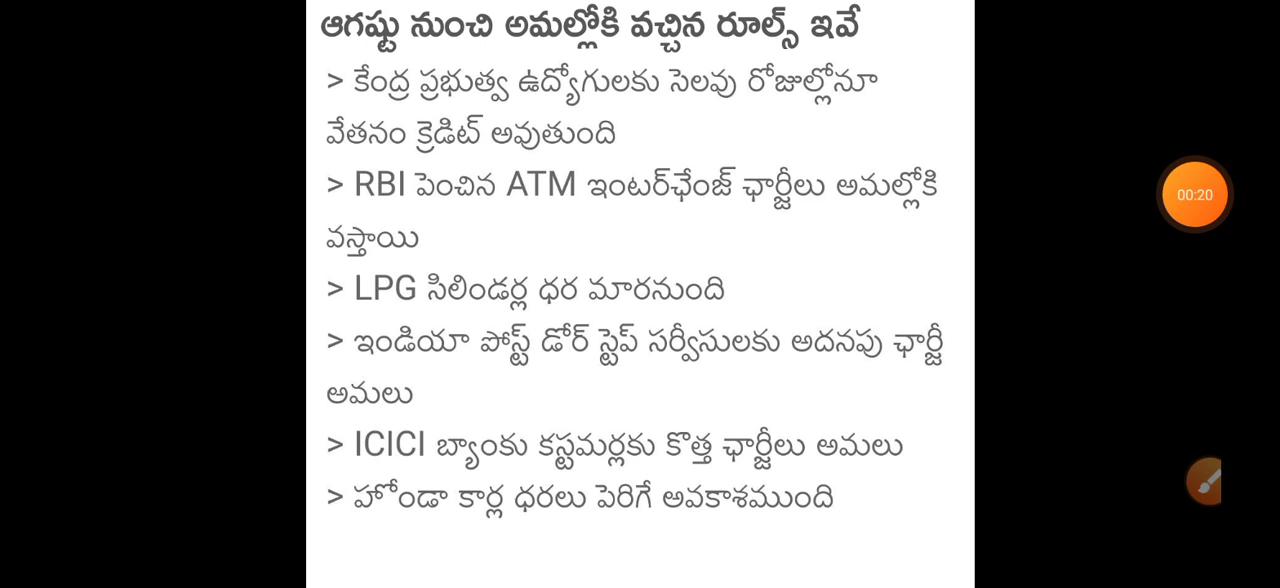 ఆగష్టు నుంచి అమల్లోకి వచ్చిన రూల్స్ ఇవే
> కేంద్ర ప్రభుత్వ ఉద్యోగులకు సెలవు రోజుల్లోనూ
వేతనం క్రెడిట్ అవుతుంది
> RBI పెంచిన ATM ఇంటర్‌ఛేంజ్ ఛార్జీలు అమల్లోకి
వస్తాయి
> LPG సిలిండర్ల ధర మారనుంది
> ఇండియా పోస్ట్ డోర్ స్టెప్ సర్వీసులకు అదనపు ఛార్జీ
అమలు
> ICICI బ్యాంకు కస్టమర్లకు కొత్త ఛార్జీలు అమలు
> హోండా కార్ల ధరలు పెరిగే అవకాశముంది
00:20